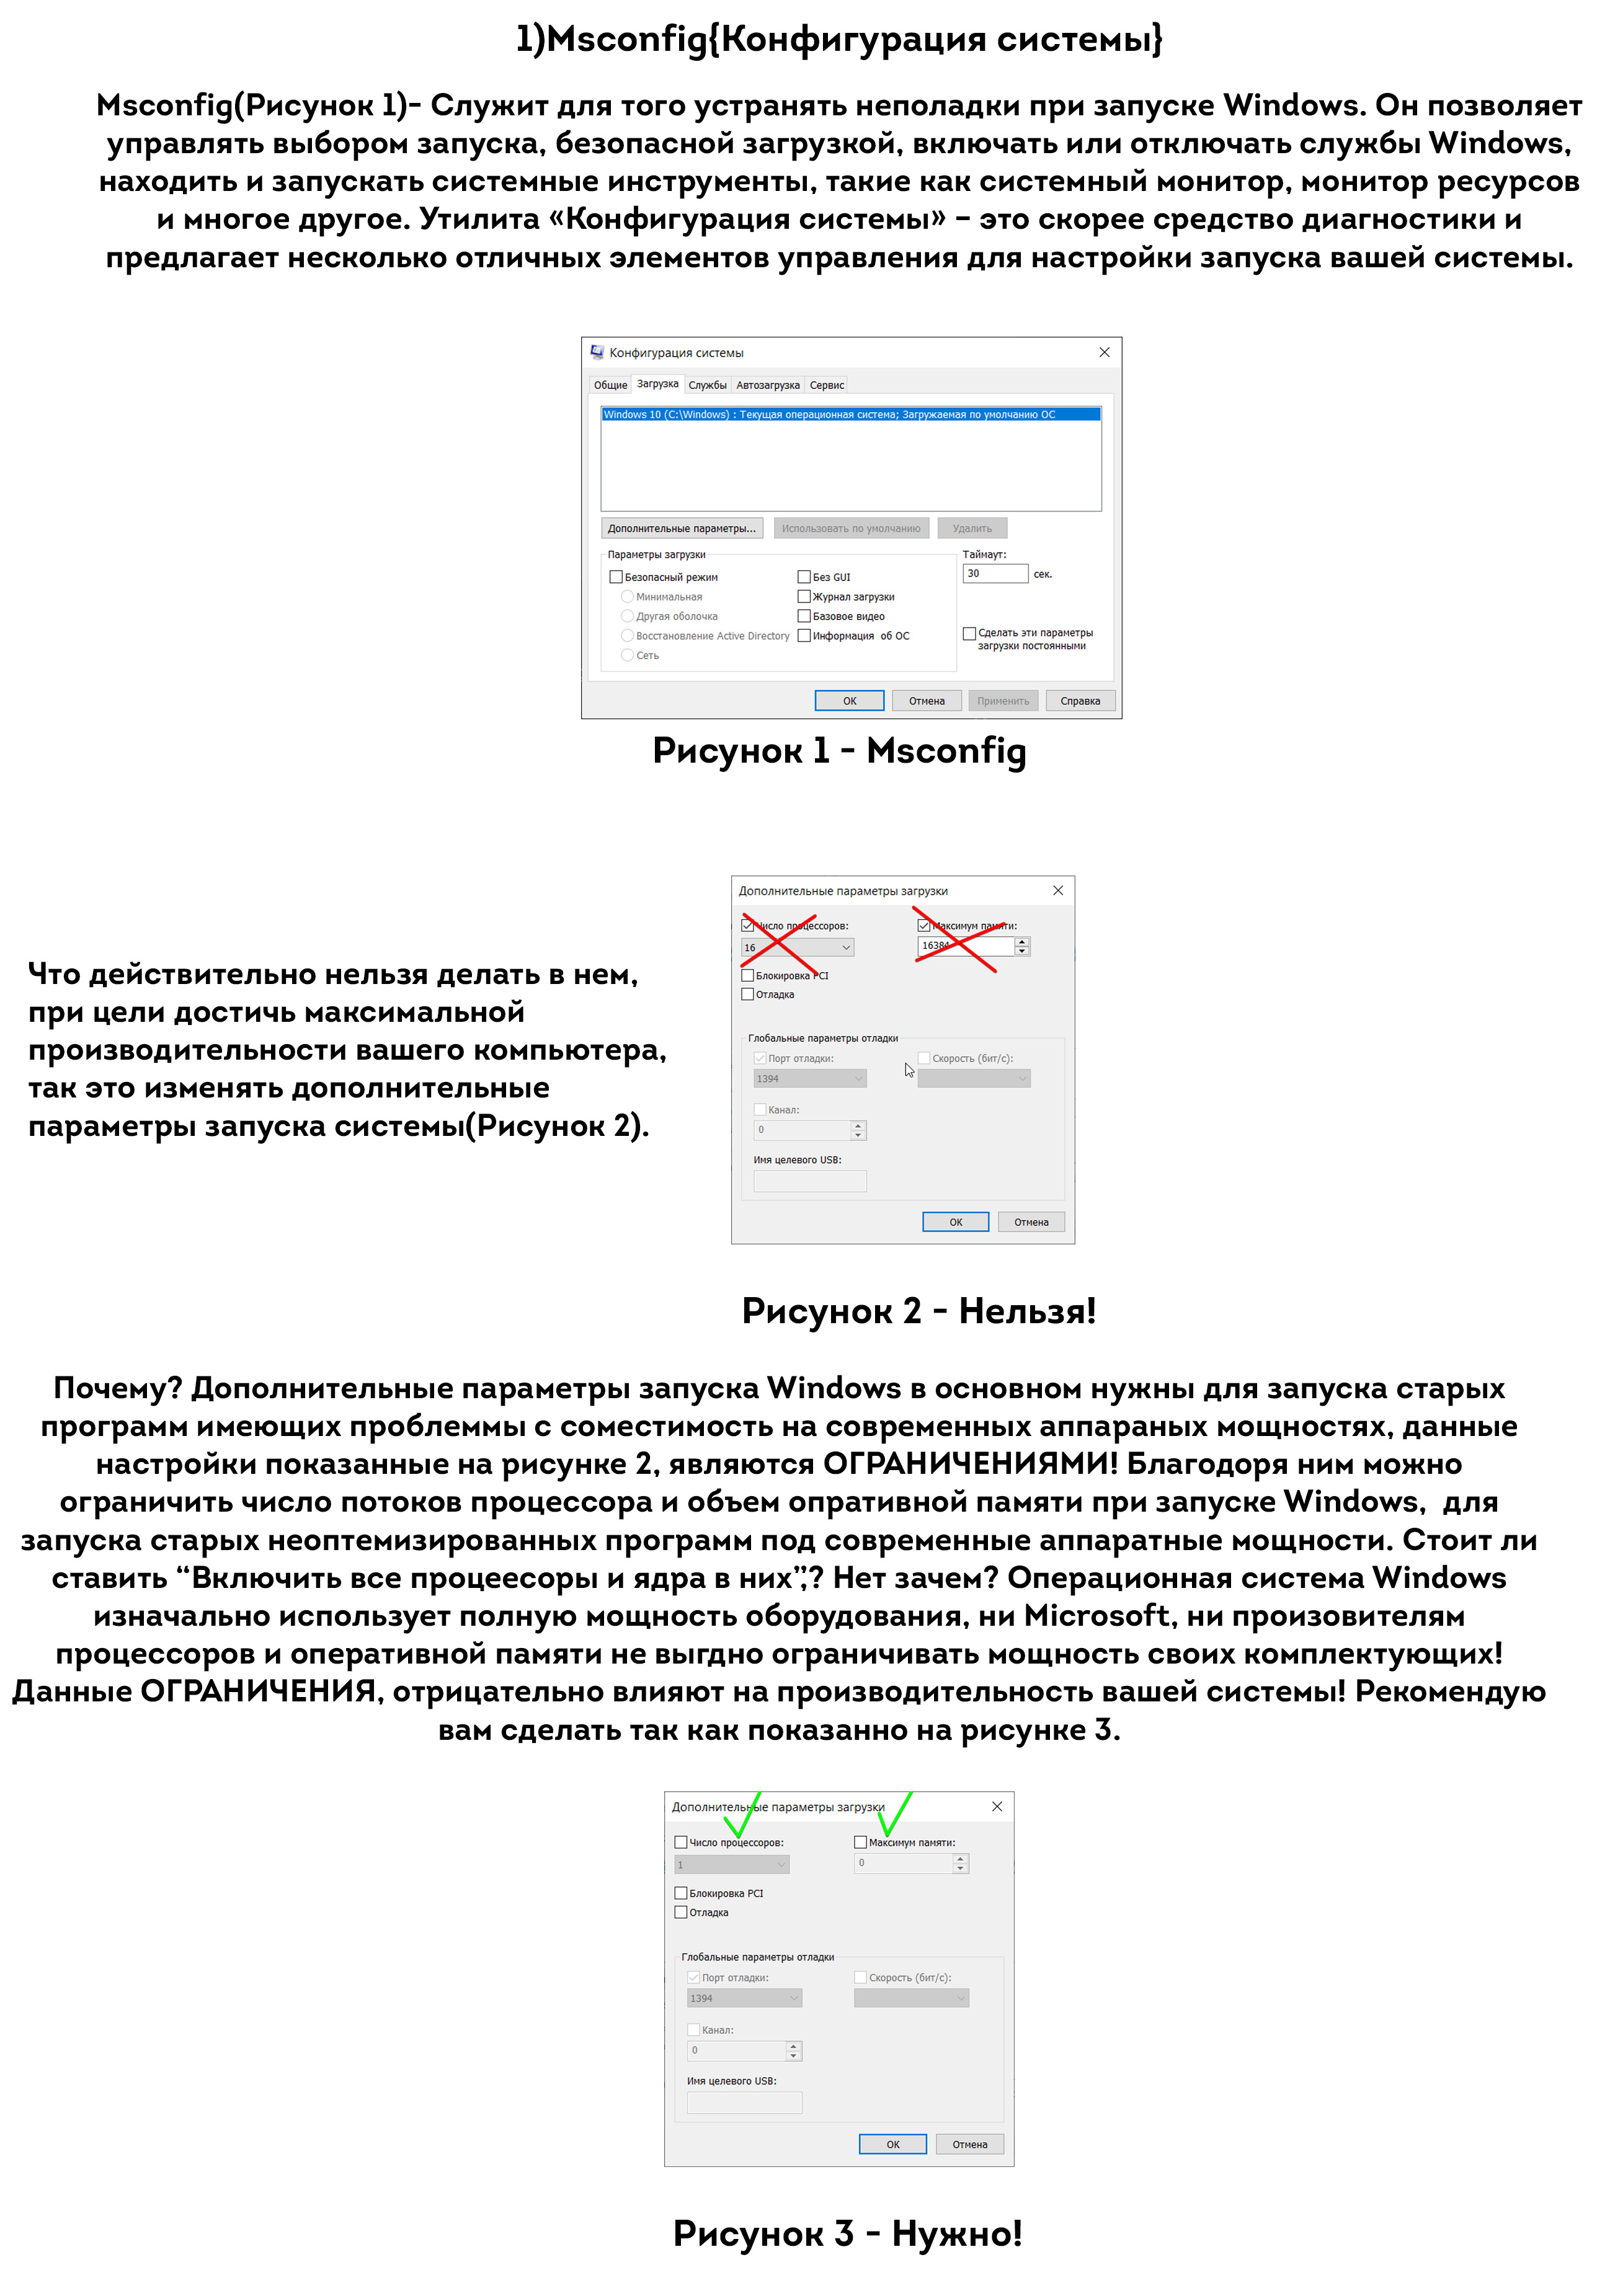 1)Msconfig{Конфигурация системы}
Msconfig(Рисунок 1)- Служит для того устранять неполадки при запуске Windows. Он позволяет
управлять выбором запуска, безопасной загрузкой, включать или отключать службы Windows,
находить и запускать системные инструменты, такие как системный монитор, монитор ресурсов
и многое другое. Утилита «Конфигурация системы» – это скорее средство диагностики и
предлагает несколько отличных элементов управления для настройки запуска вашей системы.
Конфигурация системы
Общие Загрузка Службы Автозагрузка Сервис
Windows 10 (C:\Windows) : Текущая операционная система; Загружаемая по умолчанию ОС
Дополнительные параметры... Использовать по умолчанию Удалить
Параметры загрузки Таймаут:
Безопасный режим Без GUI 30 сек.
Минимальная Журнал загрузки
Другая оболочка Базовое видео
Восстановление Active Directory Информация об ОС Сделать эти параметры
Сеть загрузки постоянными
ОК Отмена Применить Справка
Рисунок 1 - Msconfig
Дополнительные параметры загрузки
Число процессоров: Максимум памяти:
16 16384
Блокировка PCI
Отладка
Глобальные параметры отладки
Порт отладки: Скорость (бит/с):
1394
Канал:
0
Имя целевого USB:
ОК Отмена
Что действительно нельзя делать в нем,
при цели достичь максимальной
производительности вашего компьютера,
так это изменять дополнительные
параметры запуска системы(Рисунок 2).
Рисунок 2 - Нельзя!
Почему? Дополнительные параметры запуска Windows в основном нужны для запуска старых
программ имеющих проблеммы с соместимость на современных аппараных мощностях, данные
настройки показанные на рисунке 2, являются ОГРАНИЧЕНИЯМИ! Благодоря ним можно
ограничить число потоков процессора и объем опративной памяти при запуске Windows, для
запуска старых неоптемизированных программ под современные аппаратные мощности. Стоит ли
ставить “Включить все процеесоры и ядра в них”,? Нет зачем? Операционная система Windows
изначально использует полную мощность оборудования, ни Microsoft, ни произовителям
процессоров и оперативной памяти не выгдно ограничивать мощность своих комплектующих!
Данные ОГРАНИЧЕНИЯ, отрицательно влияют на производительность вашей системы! Рекомендую
вам сделать так как показанно на рисунке 3.
Дополнительные параметры загрузки
Число процессоров: Максимум памяти:
1 0
Блокировка PCI
Отладка
Глобальные параметры отладки
Порт отладки: Скорость (бит/с):
1394
Канал:
0
Имя целевого USB:
ОК Отмена
Рисунок 3 - Нужно!